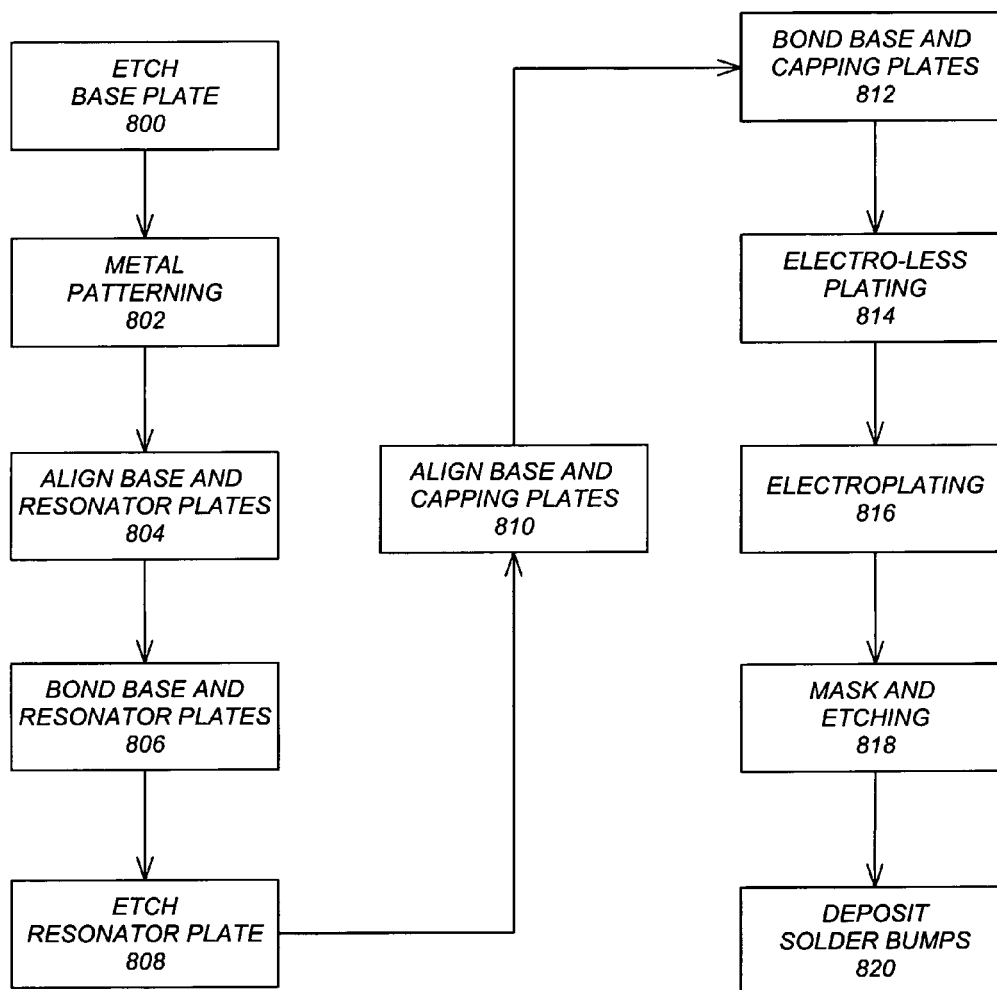 ETCH
BASE PLATE
800
METAL
PATTERNING
802
ALIGN BASE AND
RESONATOR PLATES
804
BOND BASE AND
RESONATOR PLATES
806
ETCH
RESONATOR PLATE
808
ALIGN BASE AND
CAPPING PLATES
810
BOND BASE AND
CAPPING PLATES
812
ELECTRO-LESS
PLATING
814
ELECTROPLATING
816
MASK AND
ETCHING
818
DEPOSIT
SOLDER BUMPS
820